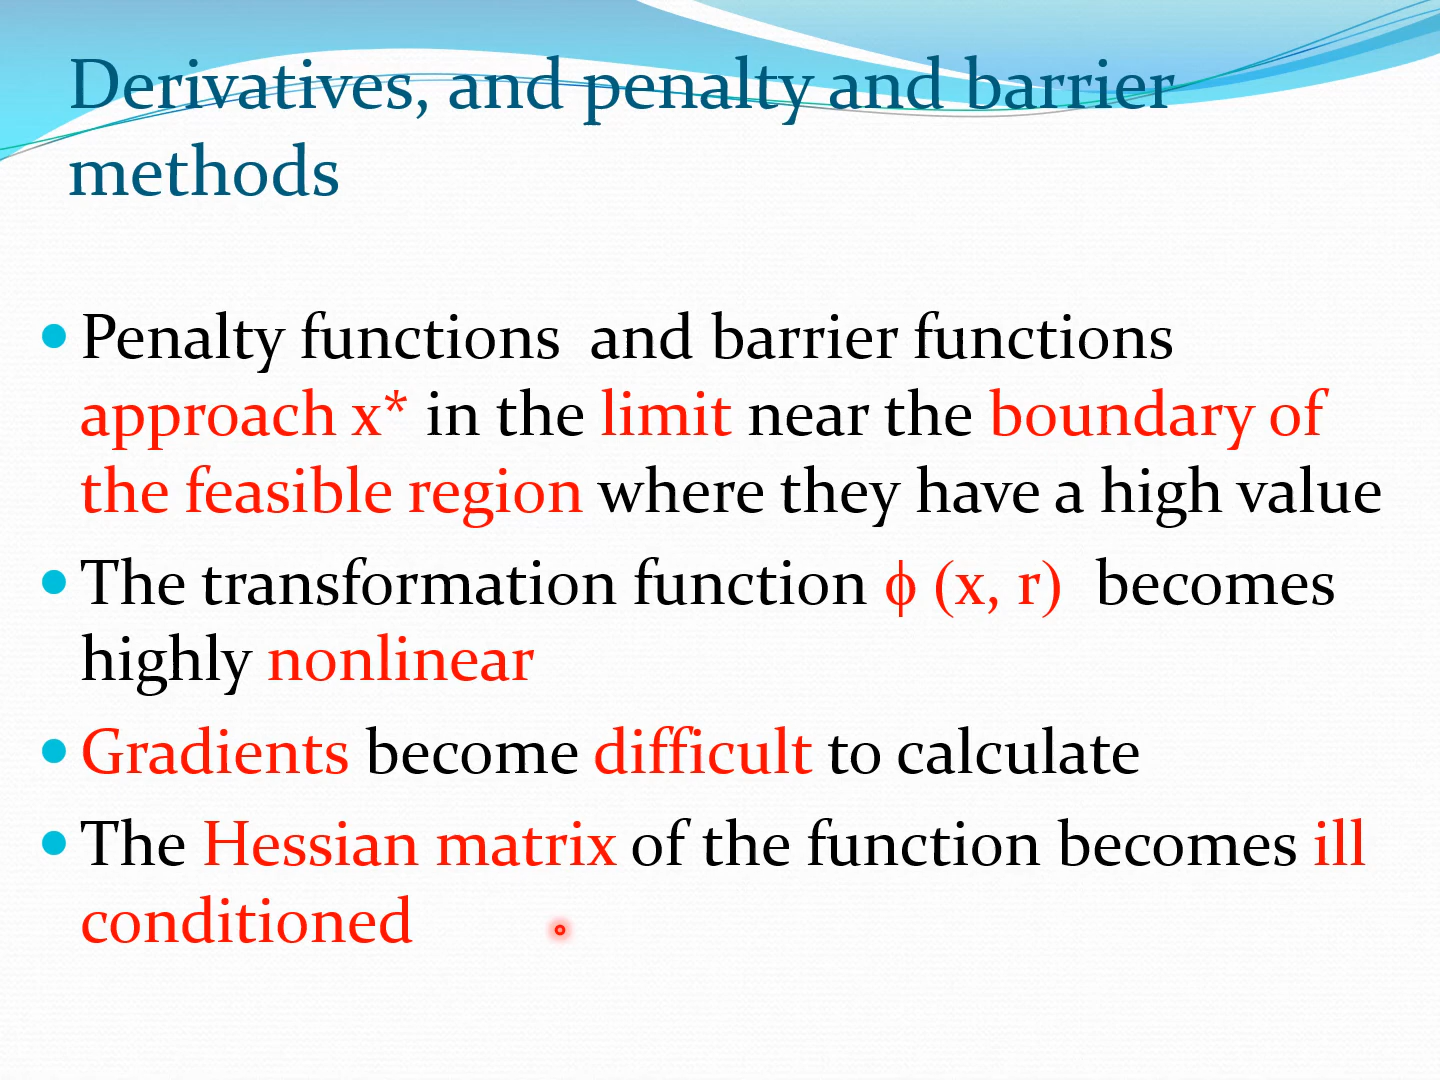 Derivatives, and penalty and barrier
methods
• Penalty functions and barrier functions
approach x* in the limit near the boundary of
the feasible region where they have a high value
• The transformation function ϕ (x, r) becomes
highly nonlinear
• Gradients become difficult to calculate
• The Hessian matrix of the function becomes ill
conditioned